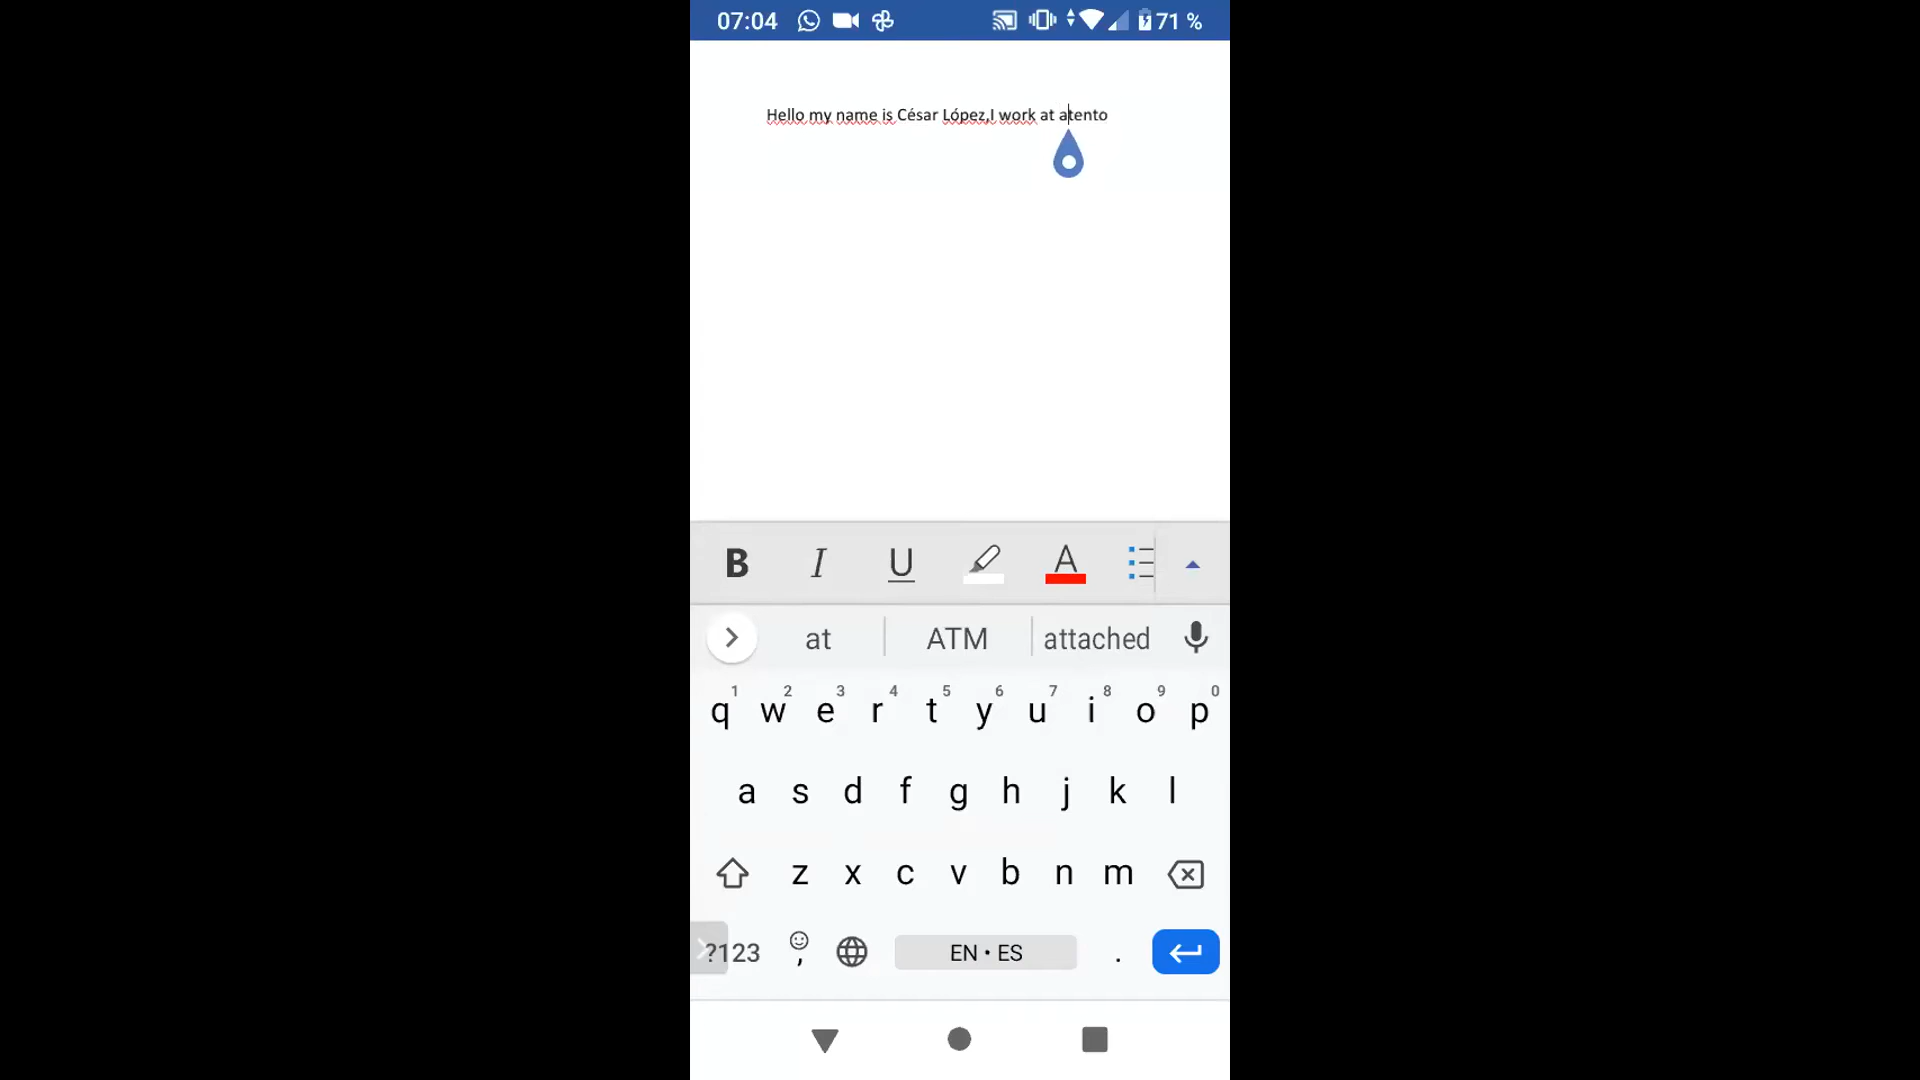 07:04 71 %
Hello my name is César López,I work at atento
B I U A
at ATM attached
1 2 3 4 5 6 7 8 9 0
q w e r t y u i o p
a s d f g h j k l
z x c v b n m
?123 , EN • ES .